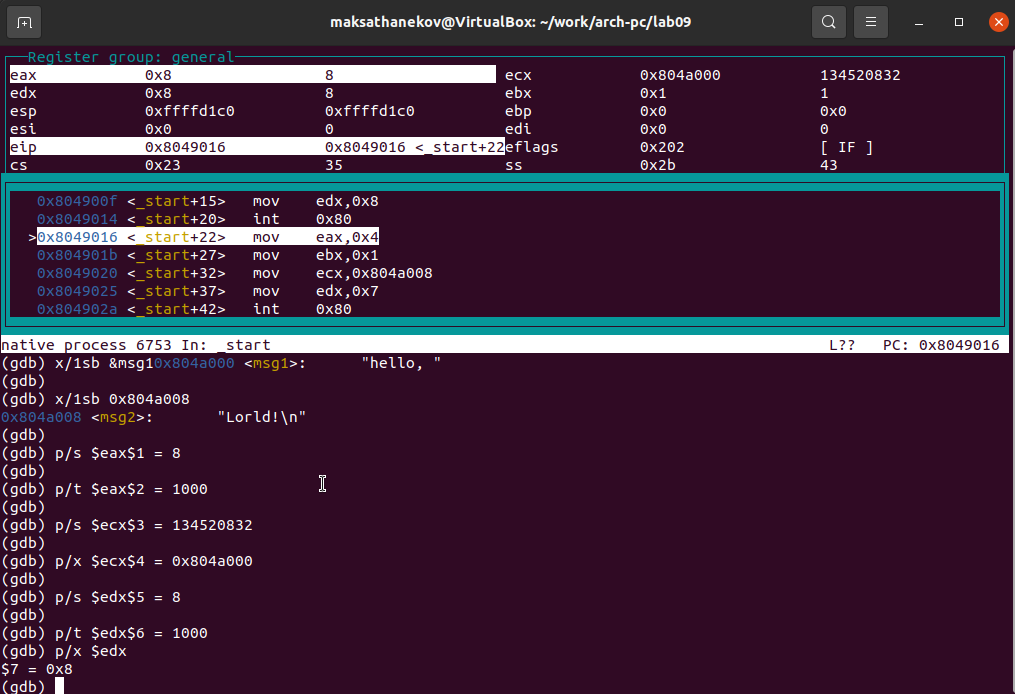 maksathanekov@VirtualBox: ~/work/arch-pc/lab09
Register group: general
eax 0x8 8 ecx 0x804a000 134520832
edx 0x8 8 ebx 0x1 1
esp 0xffffd1c0 0xffffd1c0 ebp 0x0 0x0
esi 0x0 0 edi 0x0 0
eip 0x8049016 0x8049016 <_start+22 eflags 0x202 [ IF ]
cs 0x23 35 ss 0x2b 43
0x804900f <_start+15> mov edx,0x8
0x8049014 <_start+20> int 0x80
>0x8049016 <_start+22> mov eax,0x4
0x804901b <_start+27> mov ebx,0x1
0x8049020 <_start+32> mov ecx,0x804a008
0x8049025 <_start+37> mov edx,0x7
0x804902a <_start+42> int 0x80
native process 6753 In: _start L?? PC: 0x8049016
(gdb) x/1sb &msg10x804a000 <msg1>: "hello, "
(gdb)
(gdb) x/1sb 0x804a008
0x804a008 <msg2>: "Lorld!\n"
(gdb)
(gdb) p/s $eax$1 = 8
(gdb)
(gdb) p/t $eax$2 = 1000
(gdb)
(gdb) p/s $ecx$3 = 134520832
(gdb)
(gdb) p/x $ecx$4 = 0x804a000
(gdb)
(gdb) p/s $edx$5 = 8
(gdb)
(gdb) p/t $edx$6 = 1000
(gdb) p/x $edx
$7 = 0x8
(gdb)